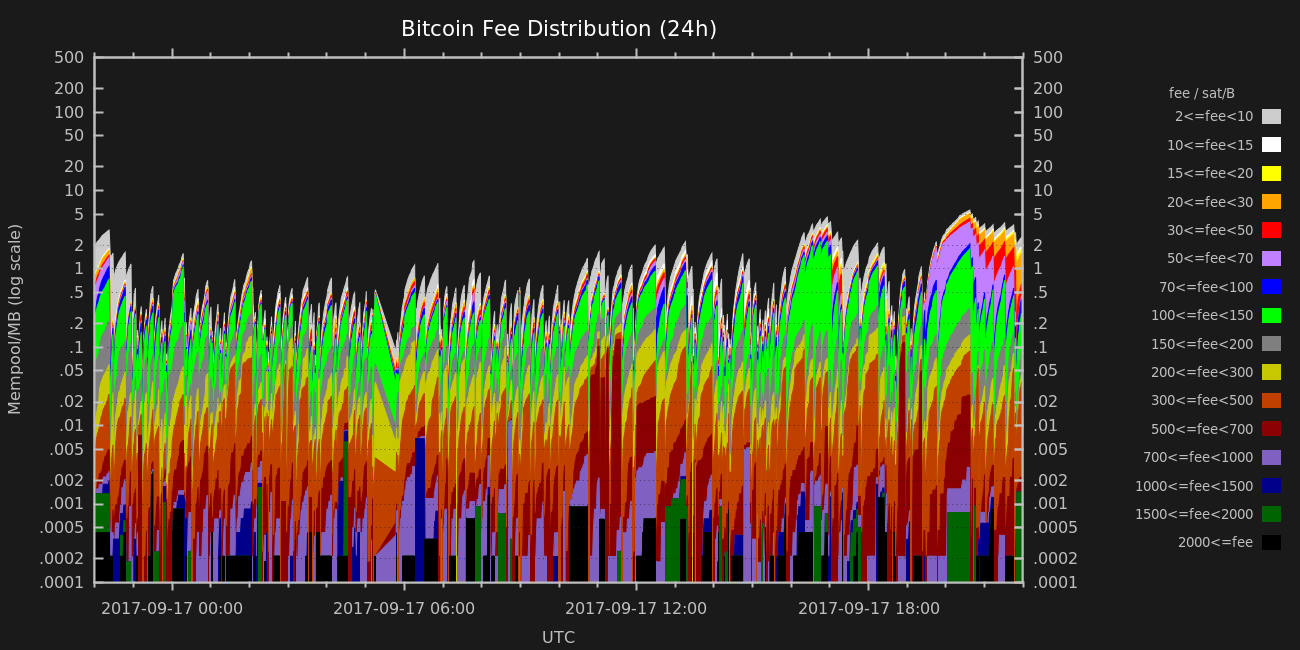 Bitcoin Fee Distribution (24h)
Mempool/MB (log scale)
500
200
100
50
20
10
5
2
1
.5
.2
.1
.05
.02
.01
.005
.002
.001
.0005
.0002
.0001
500
200
100
50
20
10
5
2
1
.5
.2
.1
.05
.02
.01
.005
.002
.001
.0005
.0002
.0001
2017-09-17 00:00
2017-09-17 06:00
2017-09-17 12:00
2017-09-17 18:00
UTC
fee / sat/B
2<=fee<10
10<=fee<15
15<=fee<20
20<=fee<30
30<=fee<50
50<=fee<70
70<=fee<100
100<=fee<150
150<=fee<200
200<=fee<300
300<=fee<500
500<=fee<700
700<=fee<1000
1000<=fee<1500
1500<=fee<2000
2000<=fee